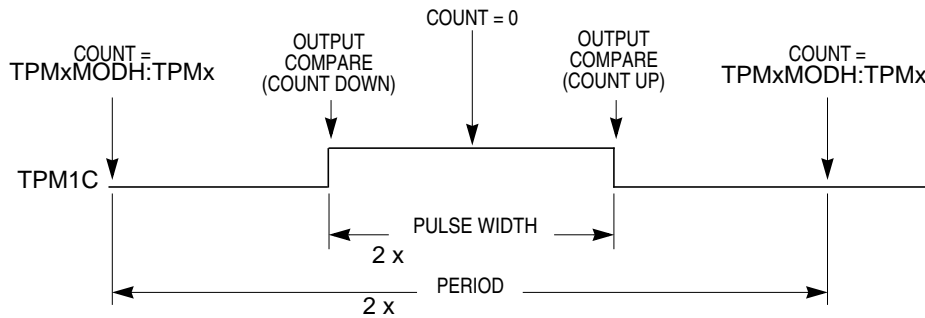 COUNT = 0
COUNT =
TPMxMODH:TPMx
OUTPUT
COMPARE
(COUNT DOWN)
OUTPUT
COMPARE
(COUNT UP)
COUNT =
TPMxMODH:TPMx
TPM1C
PULSE WIDTH
2 x
PERIOD
2 x